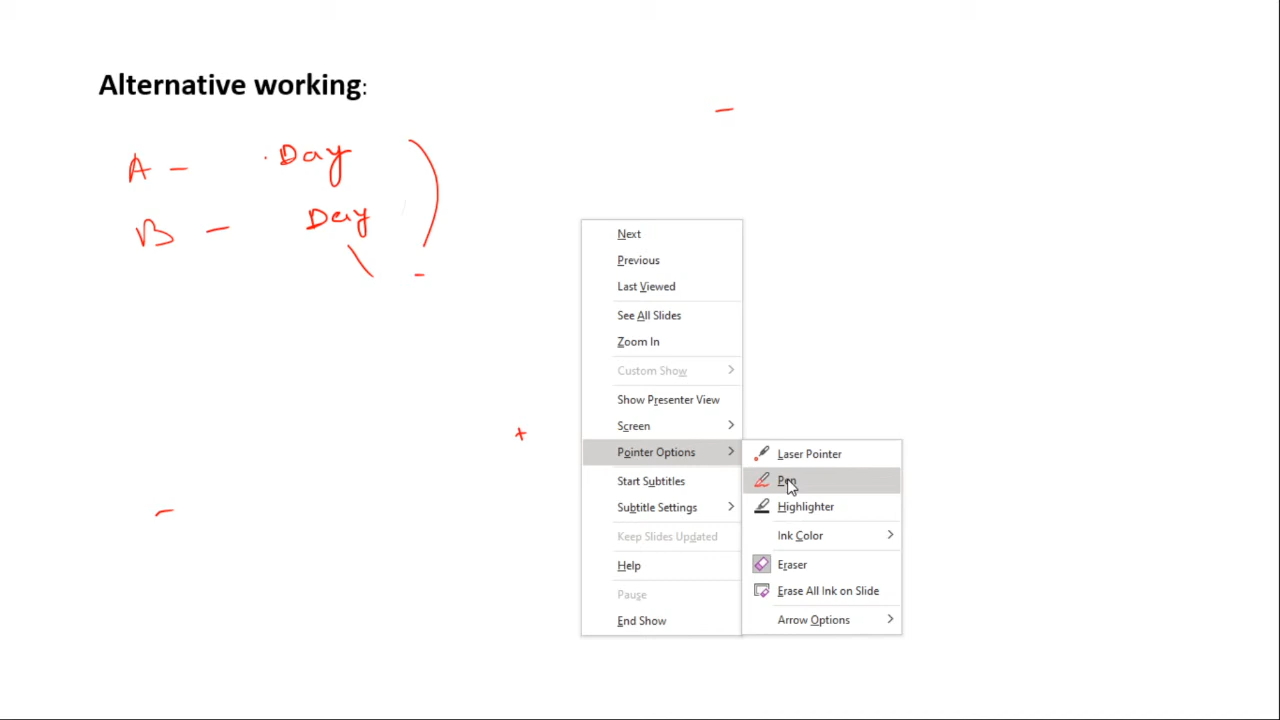 Alternative working:
A - Day
B - Day
Next
Previous
Last Viewed
See All Slides
Zoom In
Custom Show
Show Presenter View
Screen
Pointer Options
Start Subtitles
Subtitle Settings
Keep Slides Updated
Help
Pause
End Show
Laser Pointer
Pen
Highlighter
Ink Color
Eraser
Erase All Ink on Slide
Arrow Options